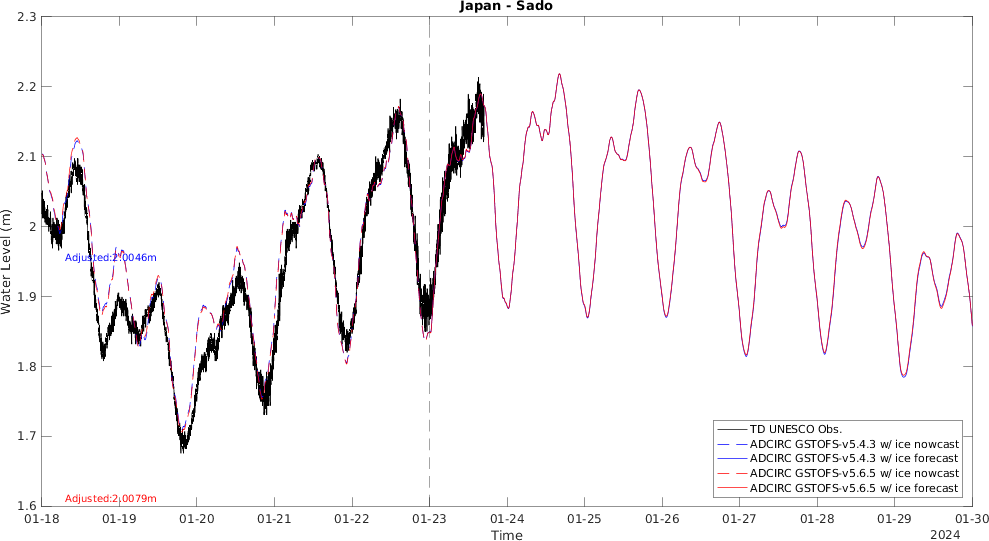 Japan - Sado
2.3
2.2
2.1
2
1.9
1.8
1.7
1.6
Water Level (m)
Adjusted:2.0046m
Adjusted:2.0079m
TD UNESCO Obs.
ADCIRC GSTOFS-v5.4.3 w/ ice nowcast
ADCIRC GSTOFS-v5.4.3 w/ ice forecast
ADCIRC GSTOFS-v5.6.5 w/ ice nowcast
ADCIRC GSTOFS-v5.6.5 w/ ice forecast
01-18 01-19 01-20 01-21 01-22 01-23 01-24 01-25 01-26 01-27 01-28 01-29 01-30
Time
2024